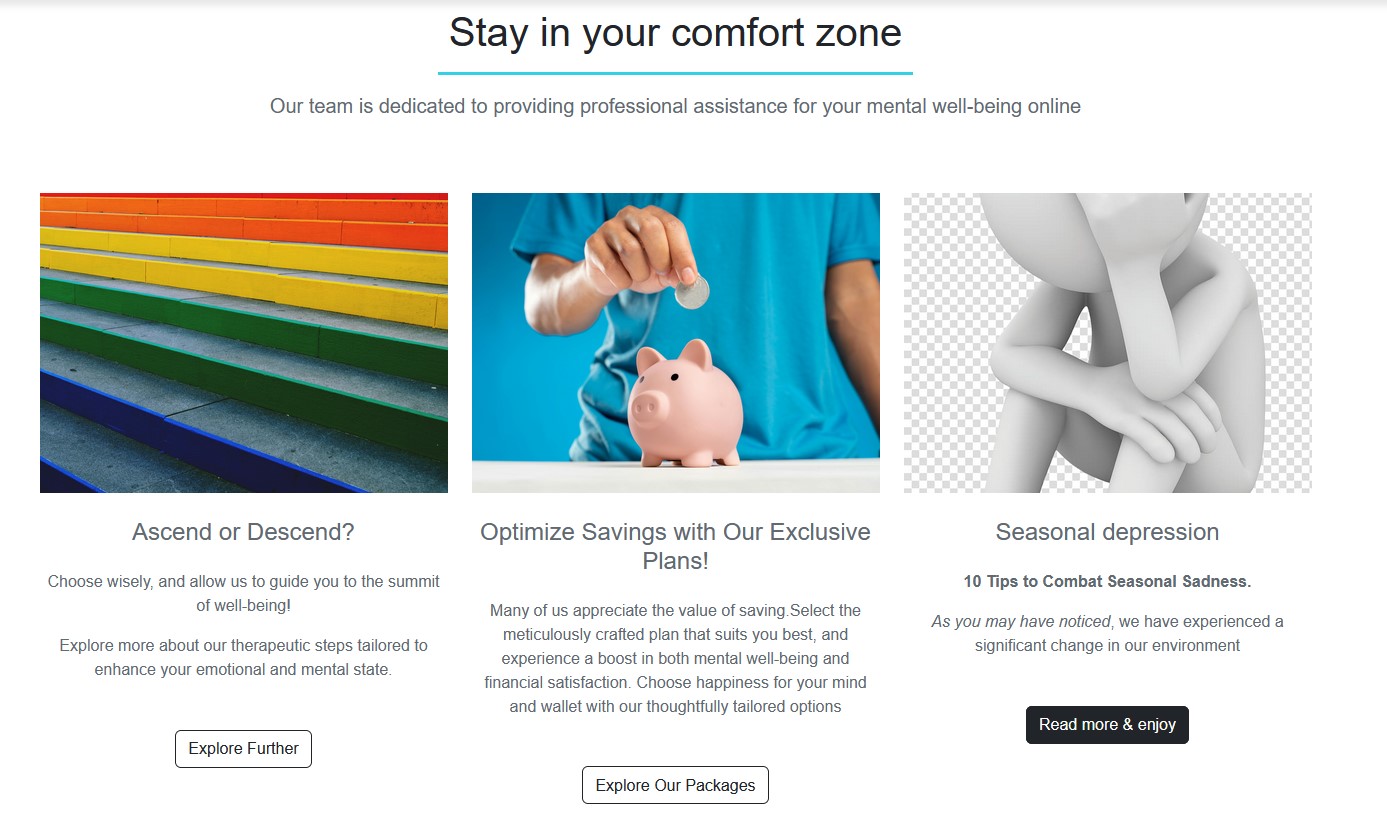 Stay in your comfort zone
Our team is dedicated to providing professional assistance for your mental well-being online
Ascend or Descend?
Choose wisely, and allow us to guide you to the summit
of well-being!
Explore more about our therapeutic steps tailored to
enhance your emotional and mental state.
Explore Further
Optimize Savings with Our Exclusive
Plans!
Many of us appreciate the value of saving.Select the
meticulously crafted plan that suits you best, and
experience a boost in both mental well-being and
financial satisfaction. Choose happiness for your mind
and wallet with our thoughtfully tailored options
Explore Our Packages
Seasonal depression
10 Tips to Combat Seasonal Sadness.
As you may have noticed, we have experienced a
significant change in our environment
Read more & enjoy